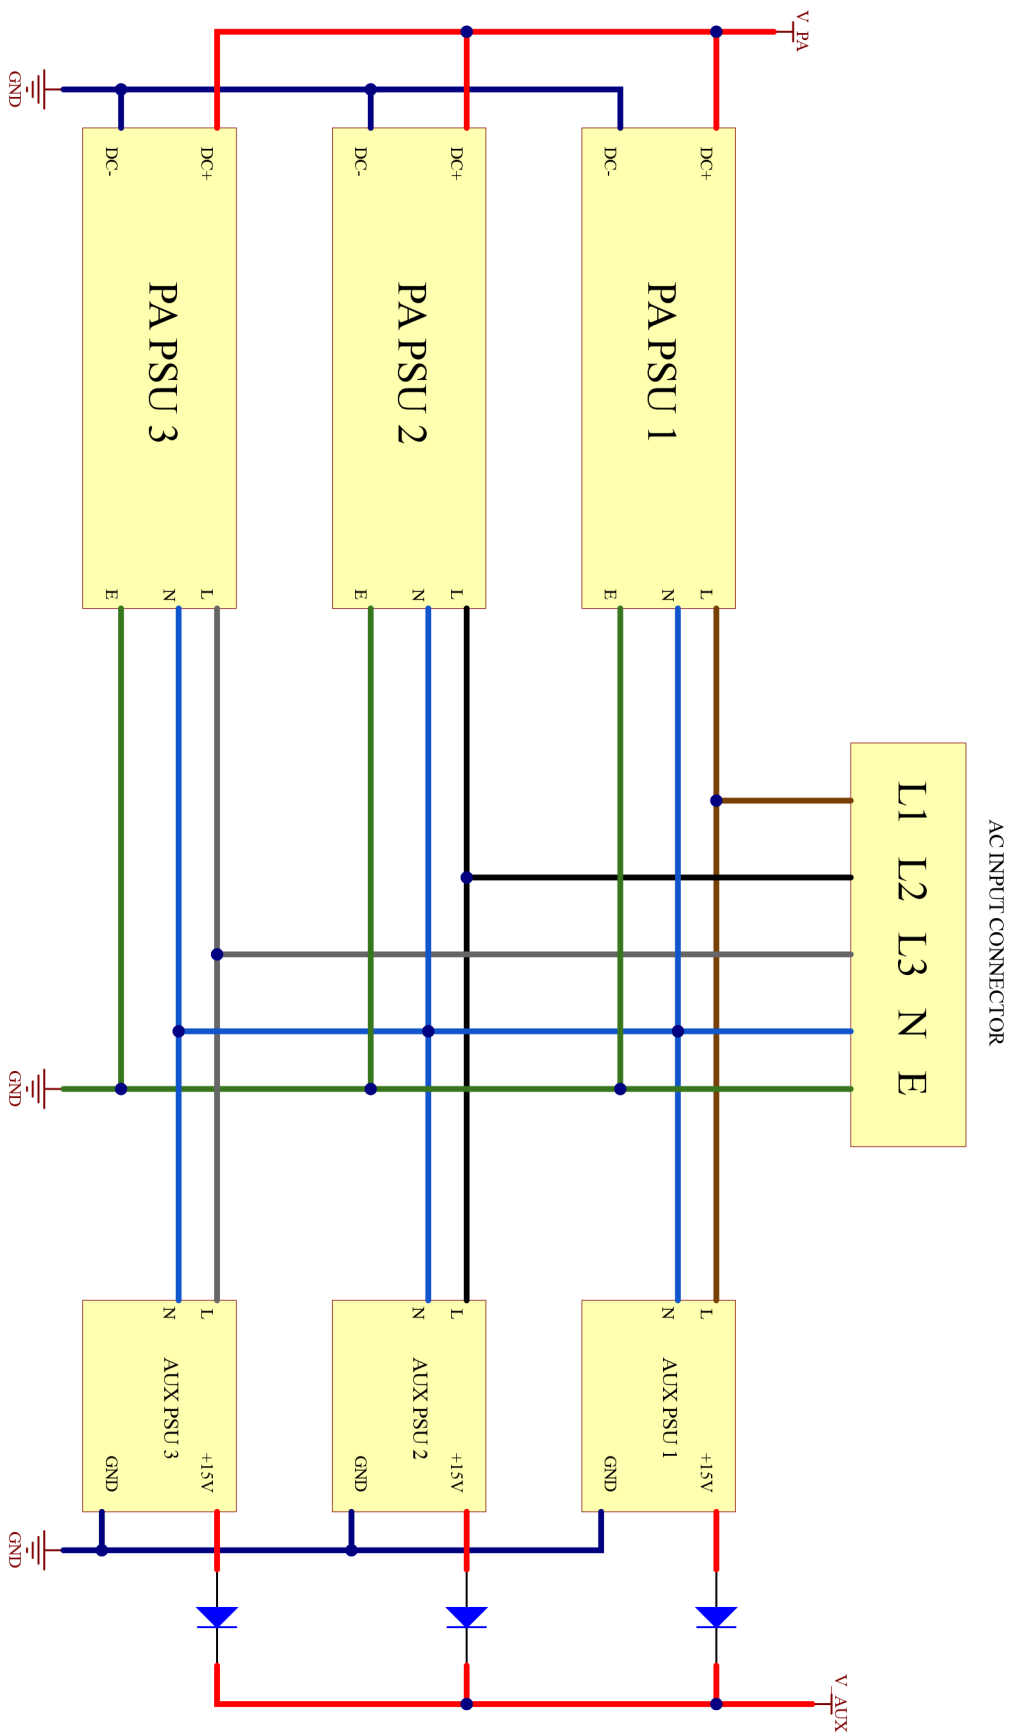 AC INPUT CONNECTOR
L1 L2 L3 N E
V_PA
DC+
DC-
PA PSU 1
L
N
E
DC+
DC-
PA PSU 2
L
N
E
DC+
DC-
PA PSU 3
L
N
E
GND
GND
L
N
AUX PSU 1
+15V
GND
L
N
AUX PSU 2
+15V
GND
L
N
AUX PSU 3
+15V
GND
GND
V_AUX